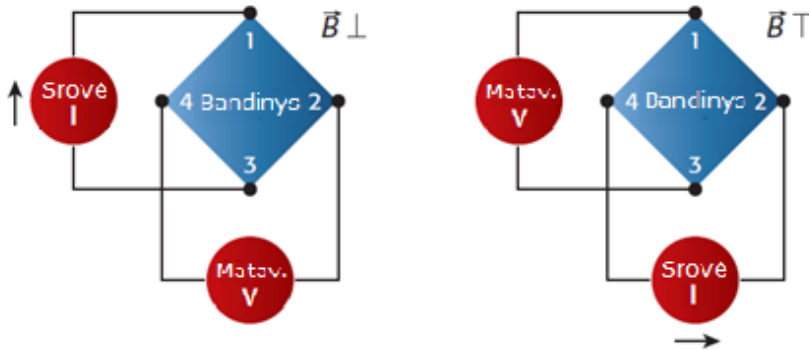 B⃗ ⊥
1
Srovė
I
4 Bandinys 2
3
Matav.
V
B⃗ ⊤
1
Matav.
V
4 Bandinys 2
3
Srovė
I